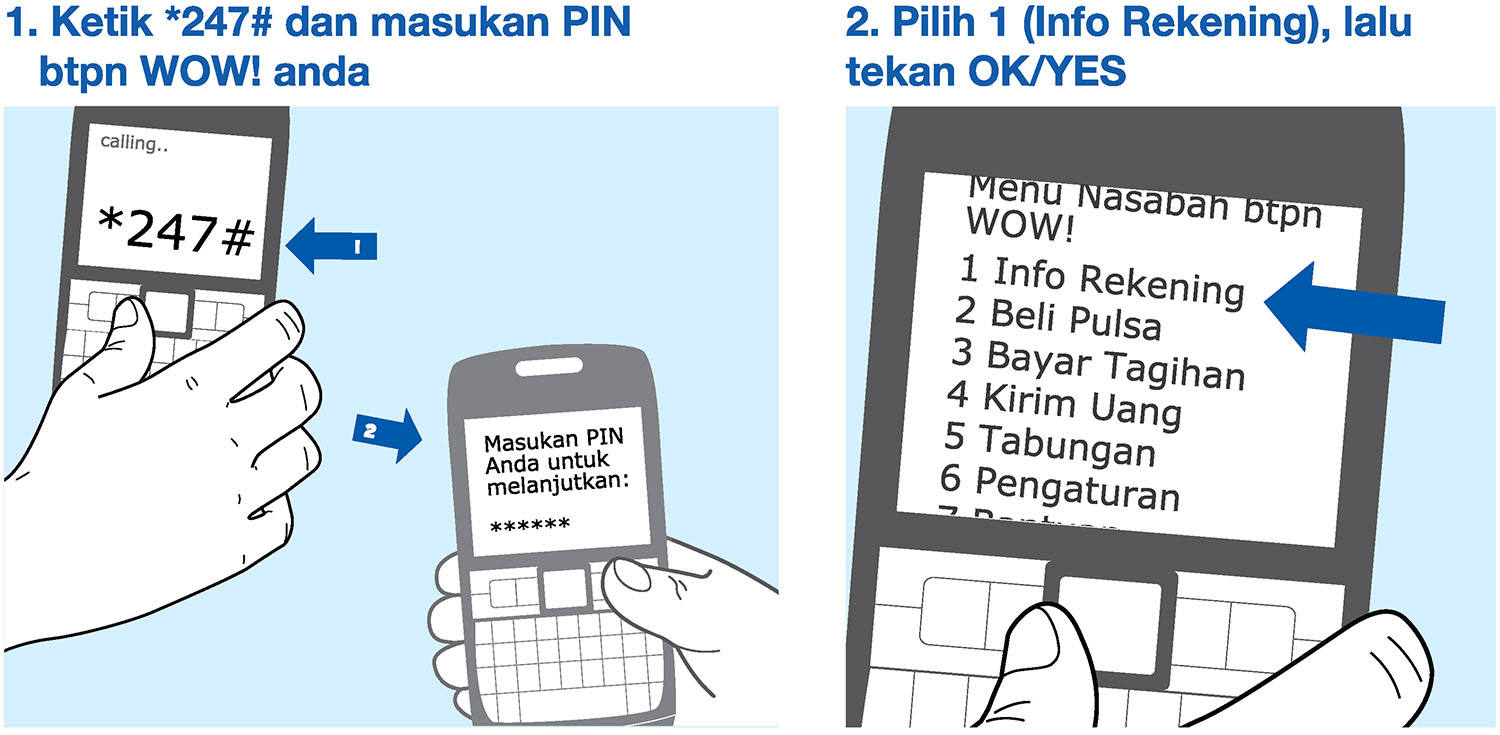 1. Ketik *247# dan masukan PIN
btpn WOW! anda
calling..
*247#
1
2
Masukan PIN
Anda untuk
melanjutkan:
******
2. Pilih 1 (Info Rekening), lalu
tekan OK/YES
Menu Nasabah btpn
WOW!
1 Info Rekening
2 Beli Pulsa
3 Bayar Tagihan
4 Kirim Uang
5 Tabungan
6 Pengaturan